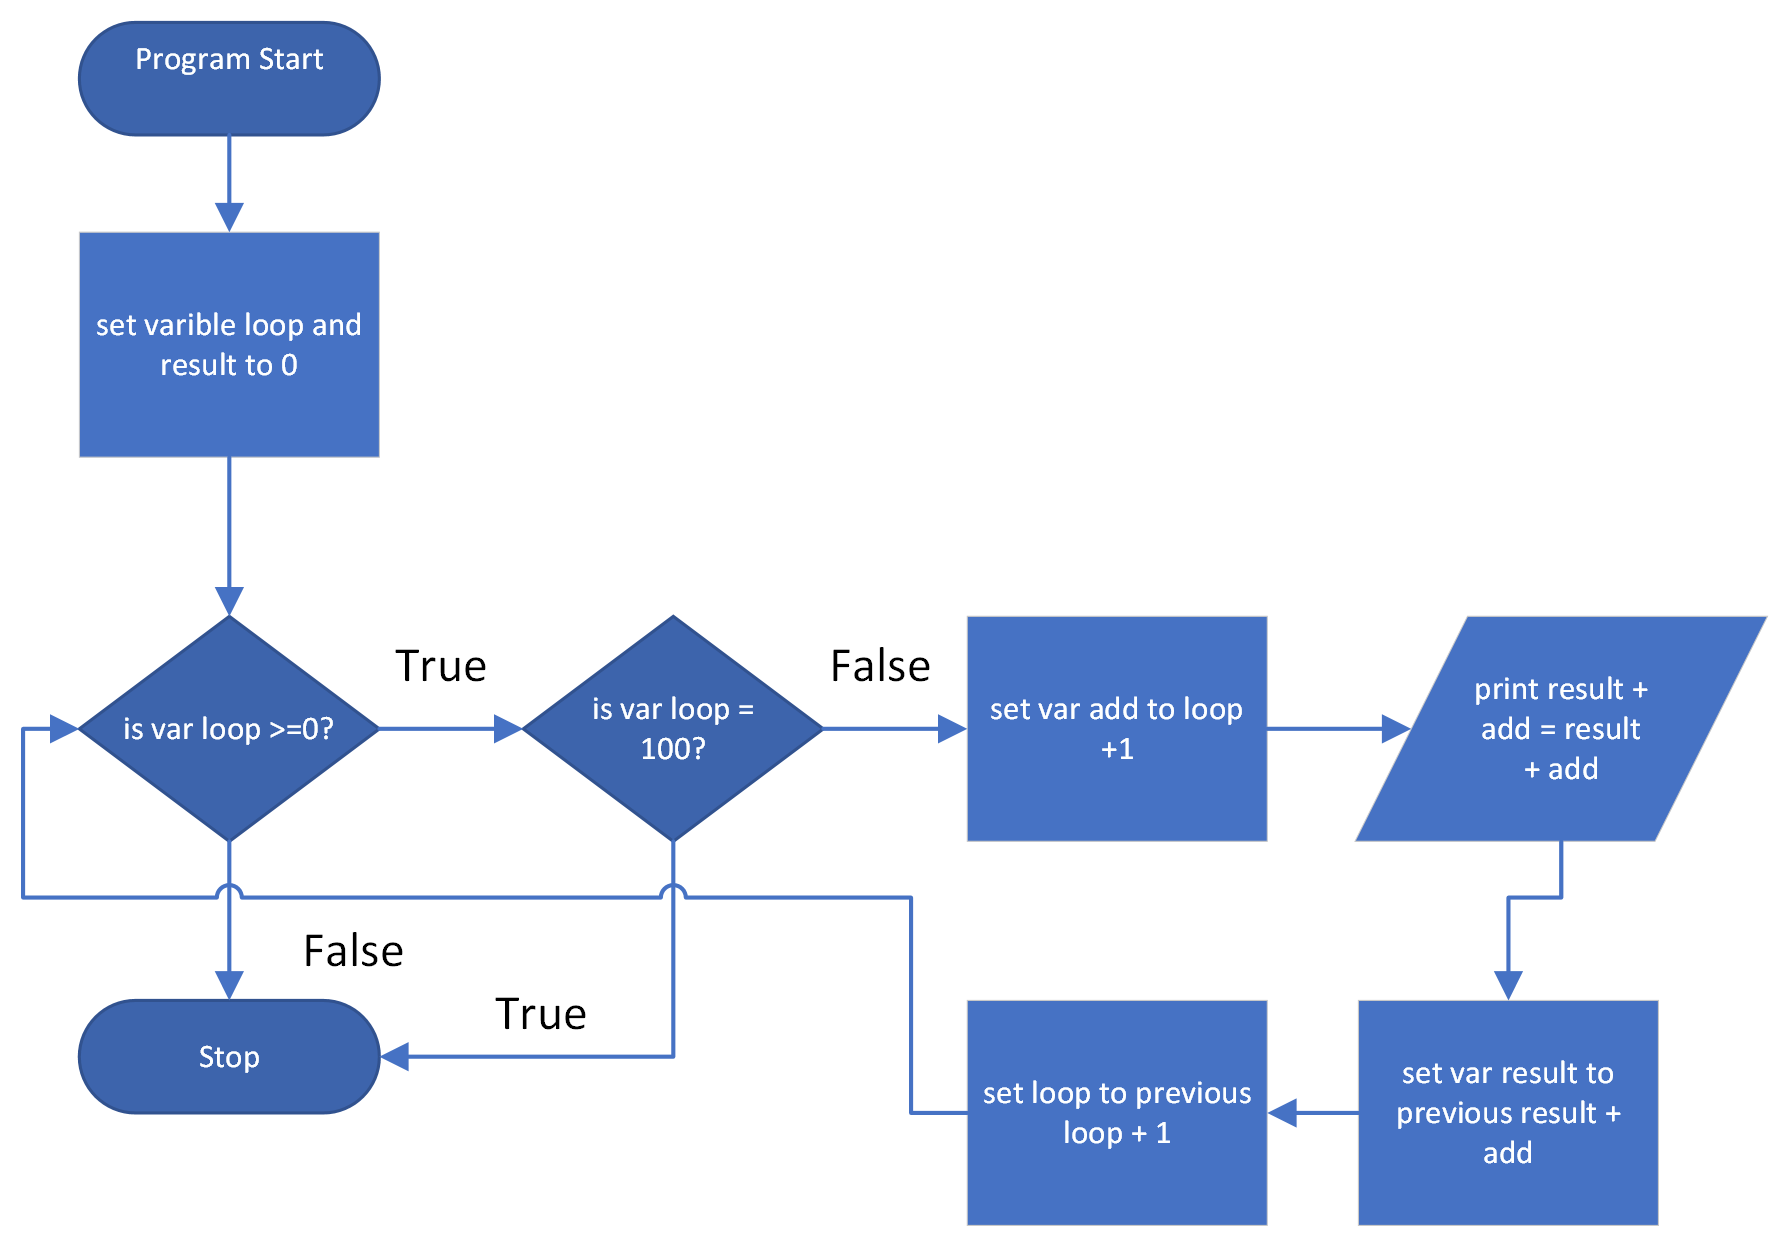 Program Start
set varible loop and
result to 0
is var loop >=0?
True
is var loop =
100?
False
set var add to loop
+1
print result +
add = result
+ add
False
Stop
True
set loop to previous
loop + 1
set var result to
previous result +
add